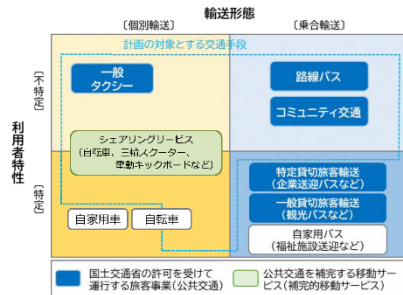 輸送形態
〔個別輸送〕
〔乗合輸送〕
計画の対象とする交通手段
利用者特性
〔不特定〕
〔特定〕
一般
タクシー
路線バス
コミュニティ交通
シェアリングサービス
(自転車、三輪スクーター、
電動キックボードなど)
特定貸切旅客輸送
(企業送迎バスなど)
一般貸切旅客輸送
(観光バスなど)
自家用車
自転車
自家用バス
(福祉施設送迎など)
国土交通省の許可を受けて
運行する旅客事業(公共交通)
公共交通を補完する移動サー
ビス(補完的移動サービス)